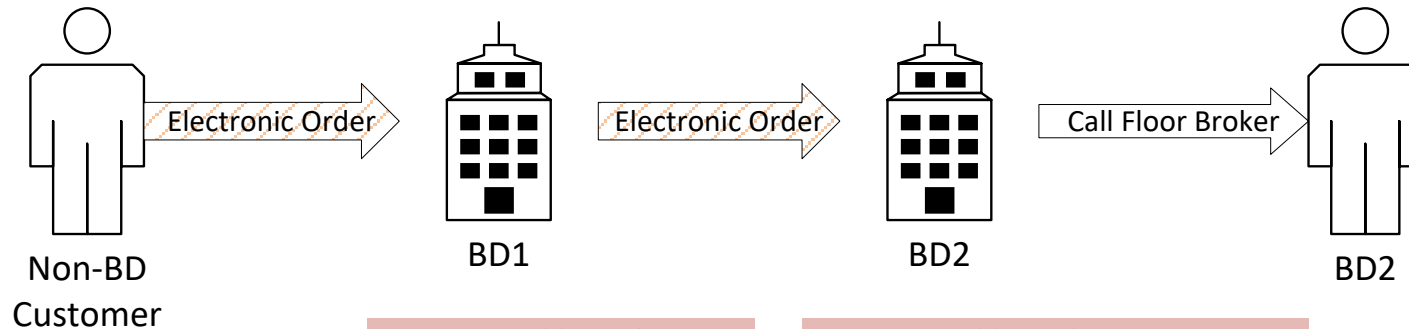 Electronic Order
Electronic Order
Call Floor Broker
Non-BD
Customer
BD1
BD2
BD2